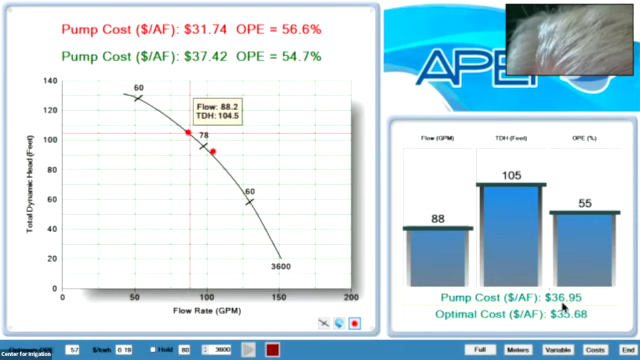 Pump Cost ($/AF): $31.74 OPE = 56.6%
Pump Cost ($/AF): $37.42 OPE = 54.7%
APEP
Total Dynamic Head (Feet)
140
120
100
80
60
40
20
0
60
Flow: 88.2
TDH: 104.5
78
60
3600
0
50
100
150
200
Flow Rate (GPM)
Flow (GPM)
TDH (Feet)
OPE (%)
88
105
55
Pump Cost ($/AF): $36.95
Optimal Cost ($/AF): $35.68
Center for Irrigation
OPE
57
$/kwh
0.18
Hold
60
3600
Full
Meters
Variable
Costs
End